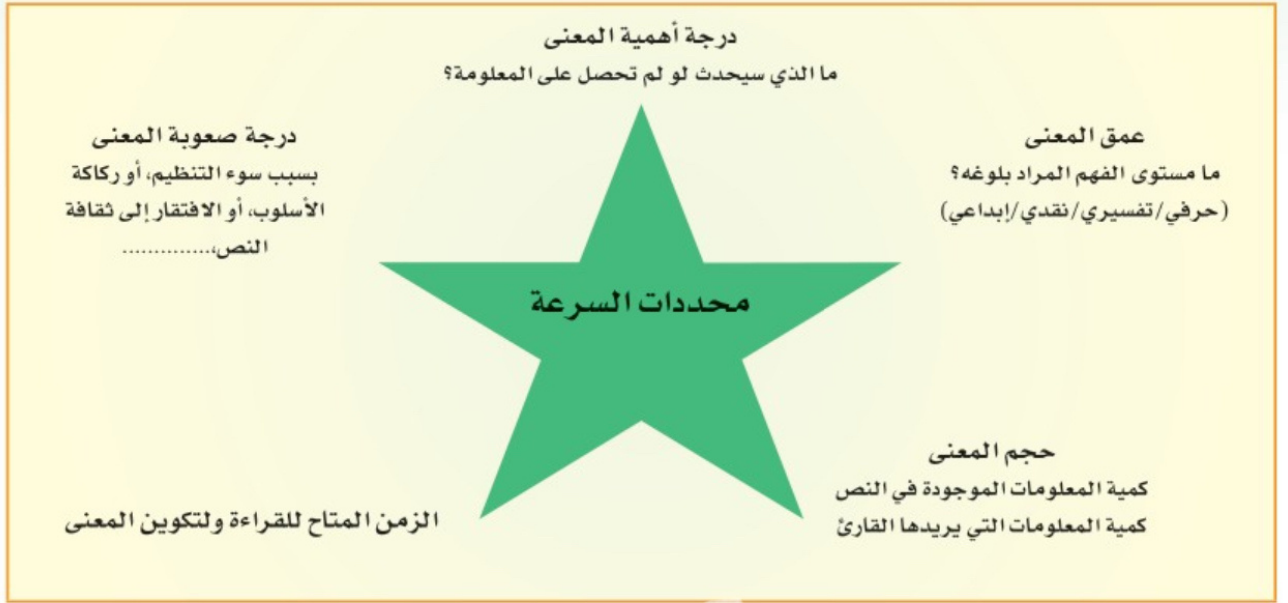 درجة أهمية المعنى
ما الذي سيحدث لو لم تحصل على المعلومة؟
عمق المعنى
ما مستوى الفهم المراد بلوغه؟
(حرفي/تفسيري/نقدي/إبداعي)
درجة صعوبة المعنى
بسبب سوء التنظيم، أو ركاكة
الأسلوب، أو الافتقار إلى ثقافة
النص،..............
محددات السرعة
حجم المعنى
كمية المعلومات الموجودة في النص
كمية المعلومات التي يريدها القارئ
الزمن المتاح للقراءة ولتكوين المعنى